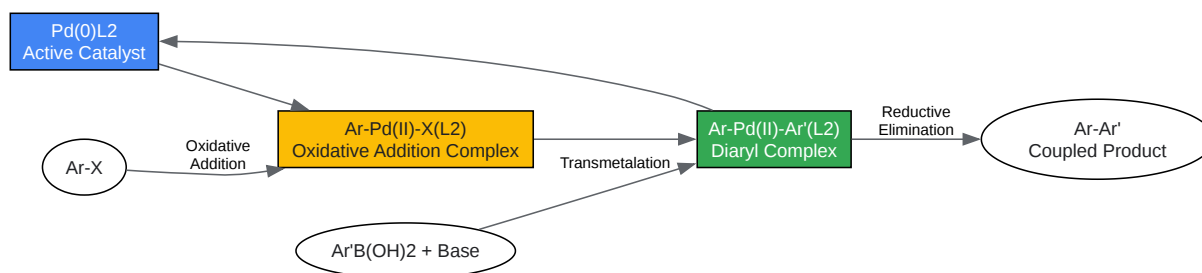 Pd(0)L2
Active Catalyst
Ar-X
Oxidative
Addition
Ar-Pd(II)-X(L2)
Oxidative Addition Complex
Ar'B(OH)2 + Base
Transmetalation
Ar-Pd(II)-Ar'(L2)
Diaryl Complex
Reductive
Elimination
Ar-Ar'
Coupled Product